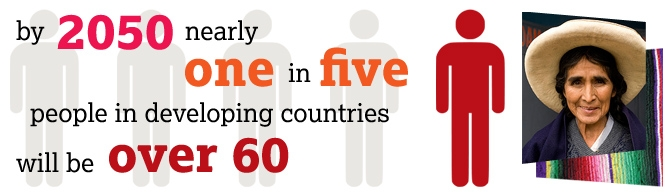 by 2050 nearly
one in five
people in developing countries
will be over 60